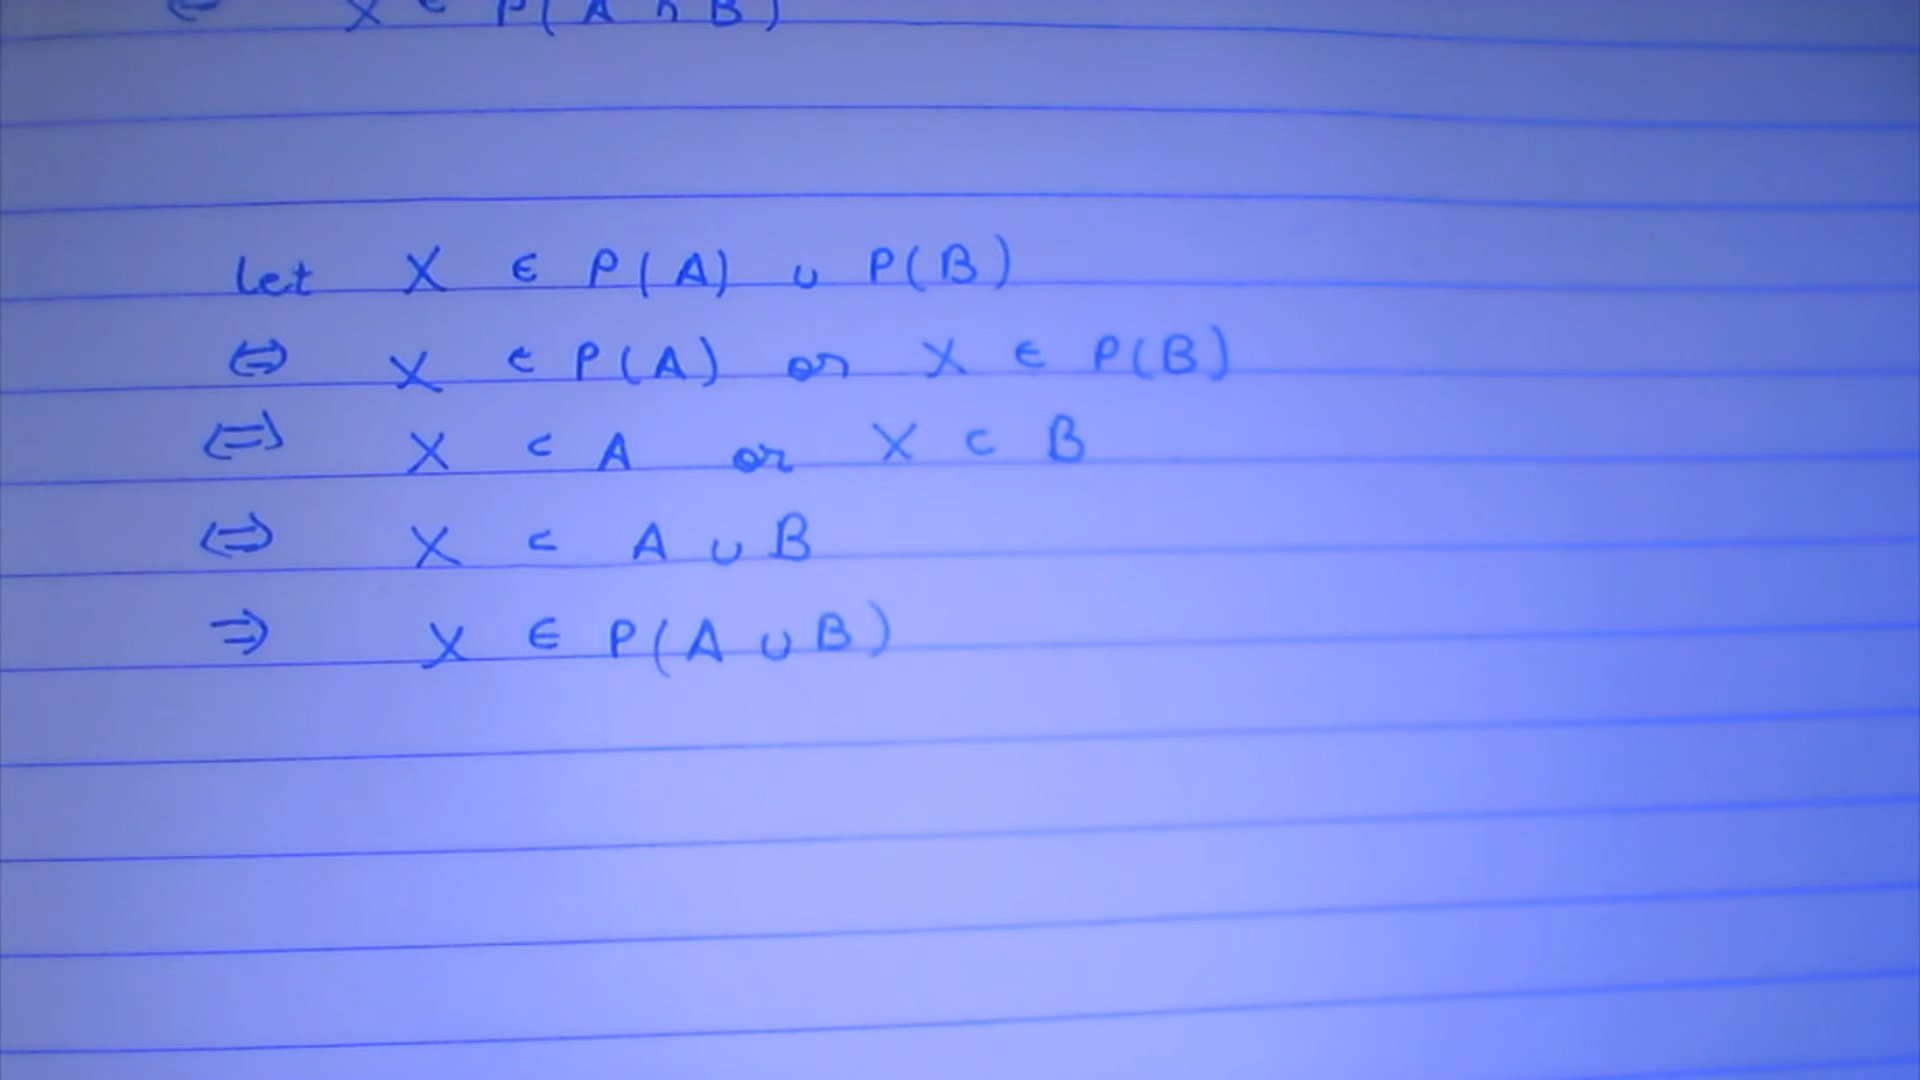 ⇔ X ∈ P(A ∩ B)
let X ∈ P(A) ∪ P(B)
⇔ X ∈ P(A) or X ∈ P(B)
⇔ X ⊂ A or X ⊂ B
⇔ X ⊂ A ∪ B
⇒ X ∈ P(A ∪ B)